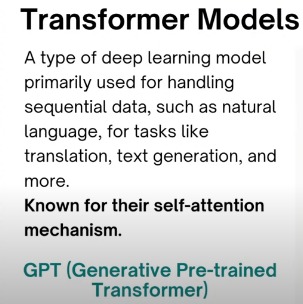 Transformer Models
A type of deep learning model
primarily used for handling
sequential data, such as natural
language, for tasks like
translation, text generation, and
more.
Known for their self-attention
mechanism.
GPT (Generative Pre-trained
Transformer)